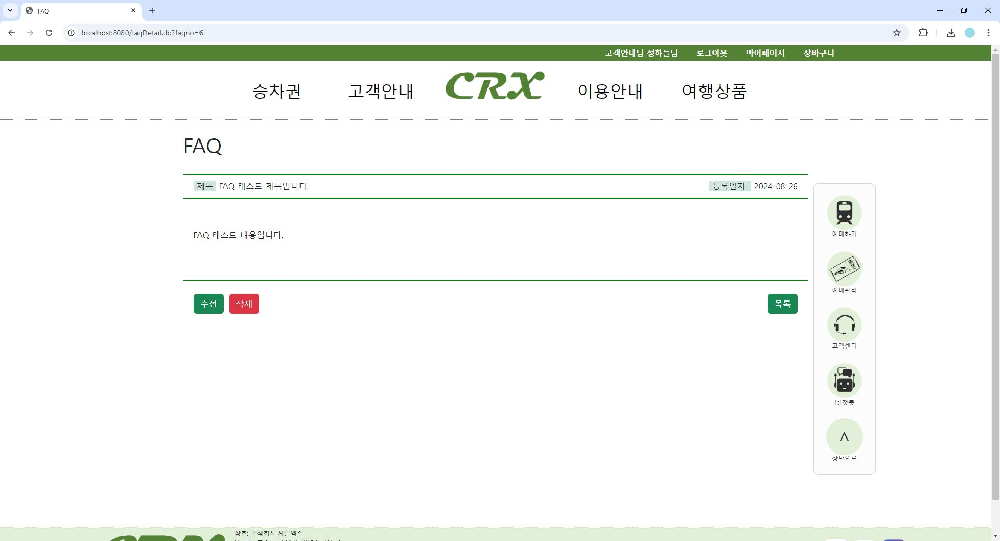 FAQ
localhost:8080/faqDetail.do?faqno=6
고객안내팀 정하늘님 로그아웃 마이페이지 장바구니
승차권 고객안내 CRX 이용안내 여행상품
FAQ
제목 FAQ 테스트 제목입니다. 등록일자 2024-08-26
FAQ 테스트 내용입니다.
수정 삭제 목록
예매하기
예매관리
고객센터
1:1챗봇
^
상단으로
상호: 주식회사 씨알엑스